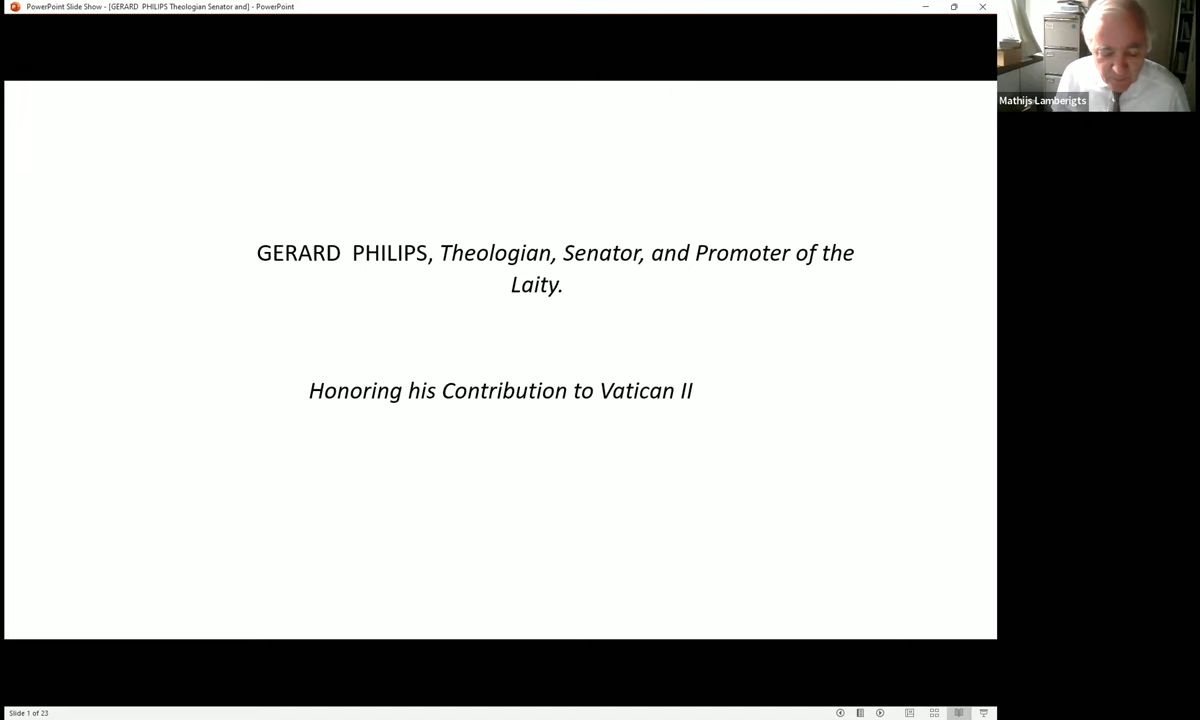 PowerPoint Slide Show - [GERARD  PHILIPS Theologian Senator and] - PowerPoint
Mathijs Lamberigts
GERARD  PHILIPS, Theologian, Senator, and Promoter of the
Laity.
Honoring his Contribution to Vatican II
Slide 1 of 23